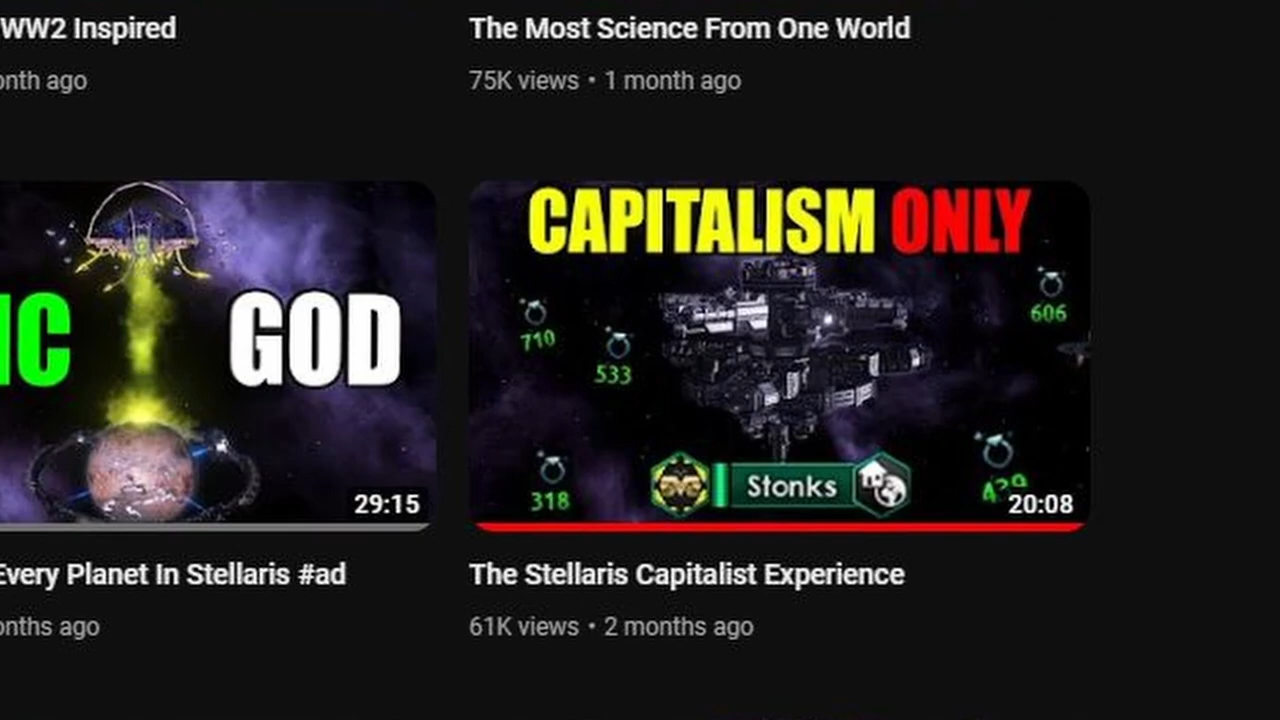 WW2 Inspired
onth ago
The Most Science From One World
75K views • 1 month ago
IC GOD
29:15
Every Planet In Stellaris #ad
onths ago
CAPITALISM ONLY
710
533
606
318
Stonks
20:08
The Stellaris Capitalist Experience
61K views • 2 months ago